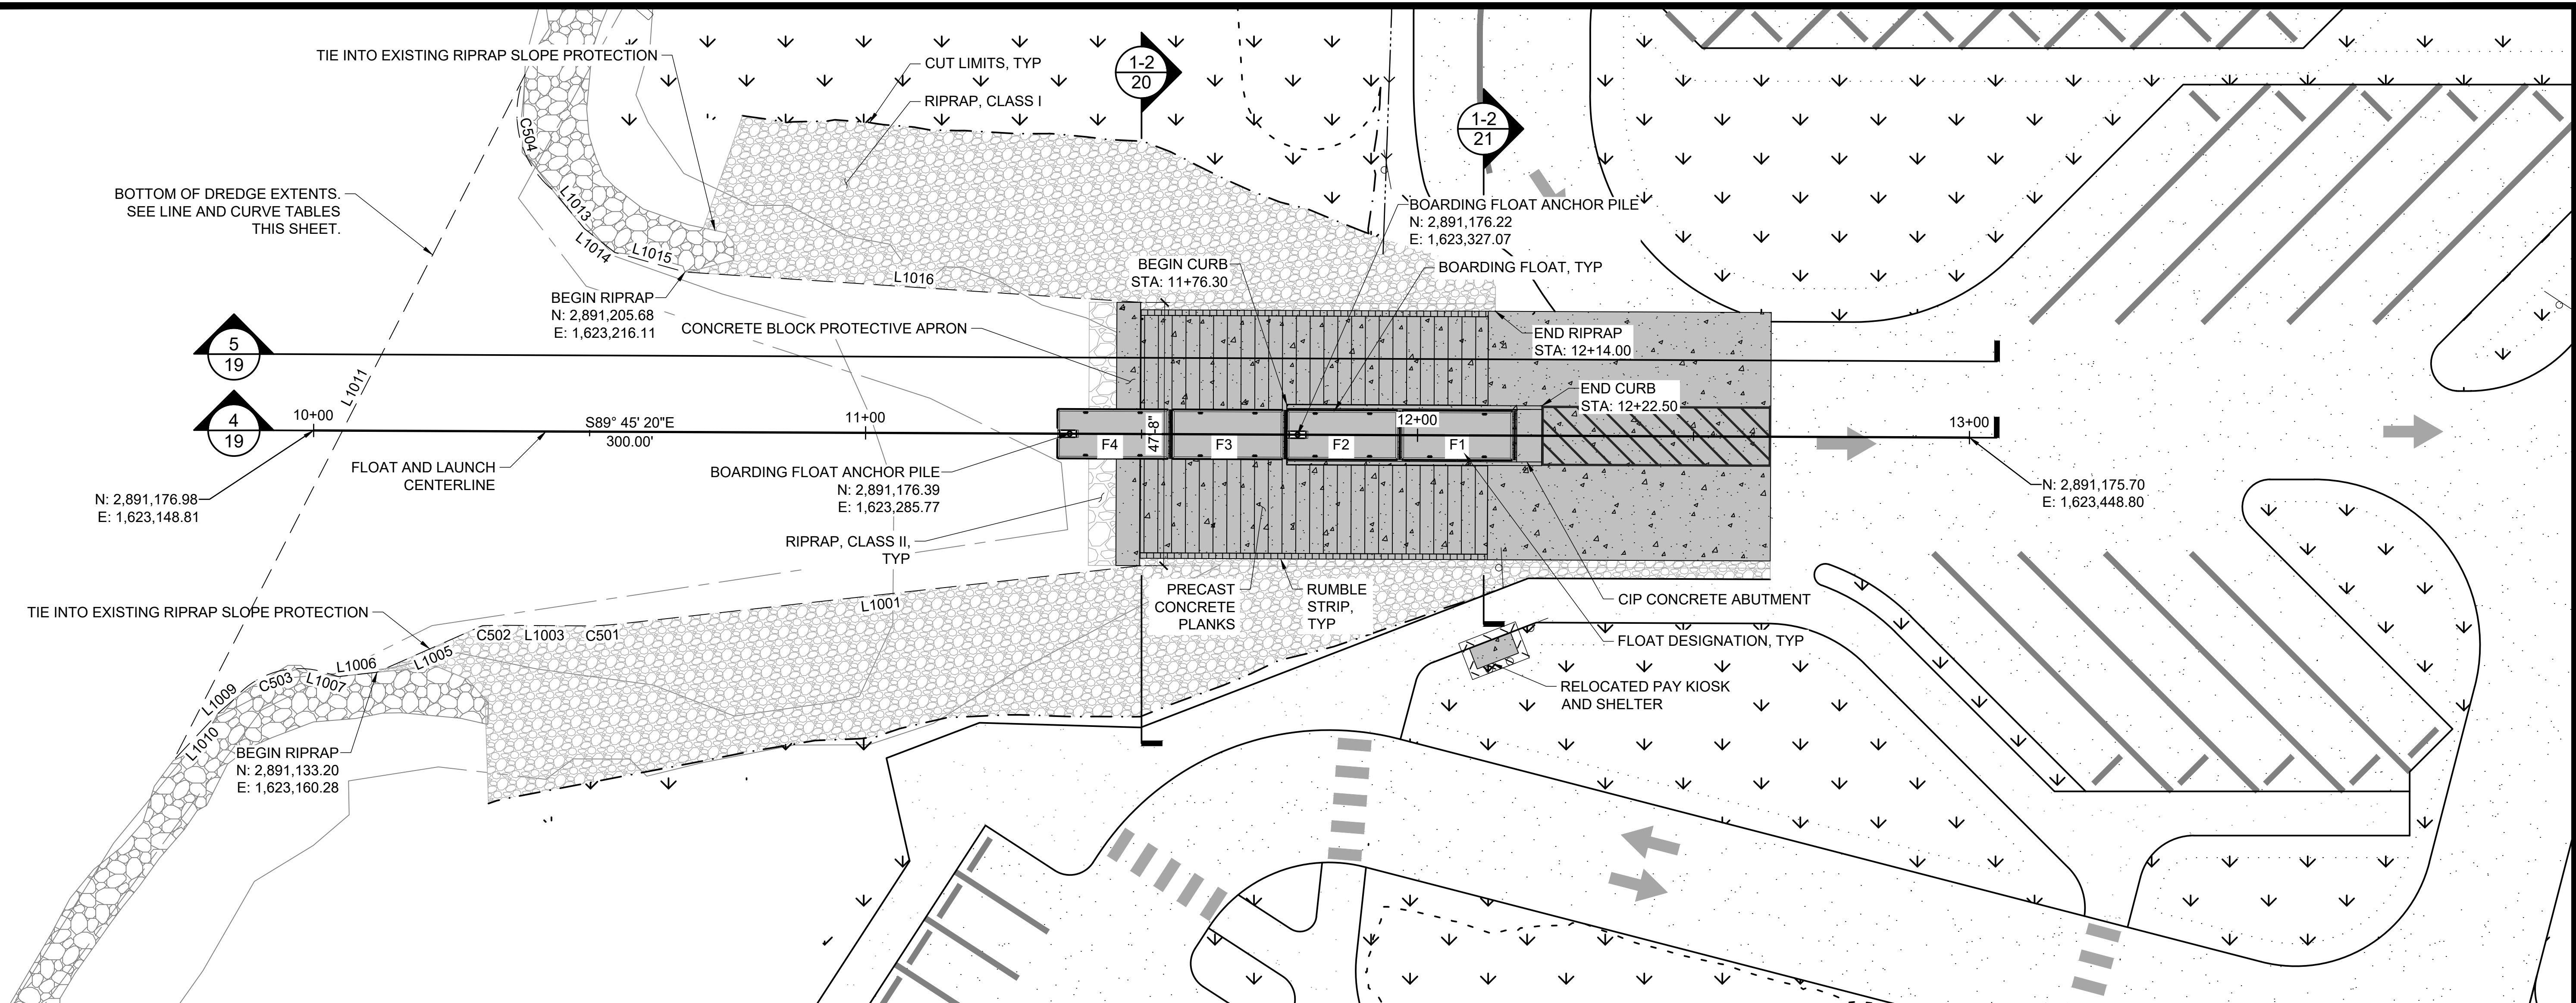 TIE INTO EXISTING RIPRAP SLOPE PROTECTION
CUT LIMITS, TYP
RIPRAP, CLASS I
1-2
20
1-2
21
C504
L1013
L1014
L1015
L1016
BOTTOM OF DREDGE EXTENTS.
SEE LINE AND CURVE TABLES
THIS SHEET.
BOARDING FLOAT ANCHOR PILE
N: 2,891,176.22
E: 1,623,327.07
BEGIN CURB
STA: 11+76.30
BOARDING FLOAT, TYP
BEGIN RIPRAP
N: 2,891,205.68
E: 1,623,216.11
CONCRETE BLOCK PROTECTIVE APRON
END RIPRAP
STA: 12+14.00
5
19
L1011
END CURB
STA: 12+22.50
4
19
10+00
S89° 45' 20"E
300.00'
11+00
12+00
13+00
F4
47'-8"
F3
F2
F1
FLOAT AND LAUNCH
CENTERLINE
BOARDING FLOAT ANCHOR PILE
N: 2,891,176.39
E: 1,623,285.77
N: 2,891,176.98
E: 1,623,148.81
N: 2,891,175.70
E: 1,623,448.80
RIPRAP, CLASS II,
TYP
PRECAST
CONCRETE
PLANKS
RUMBLE
STRIP,
TYP
CIP CONCRETE ABUTMENT
FLOAT DESIGNATION, TYP
RELOCATED PAY KIOSK
AND SHELTER
TIE INTO EXISTING RIPRAP SLOPE PROTECTION
L1001
C502
L1003
C501
L1005
L1006
L1007
C503
L1009
L1010
BEGIN RIPRAP
N: 2,891,133.20
E: 1,623,160.28